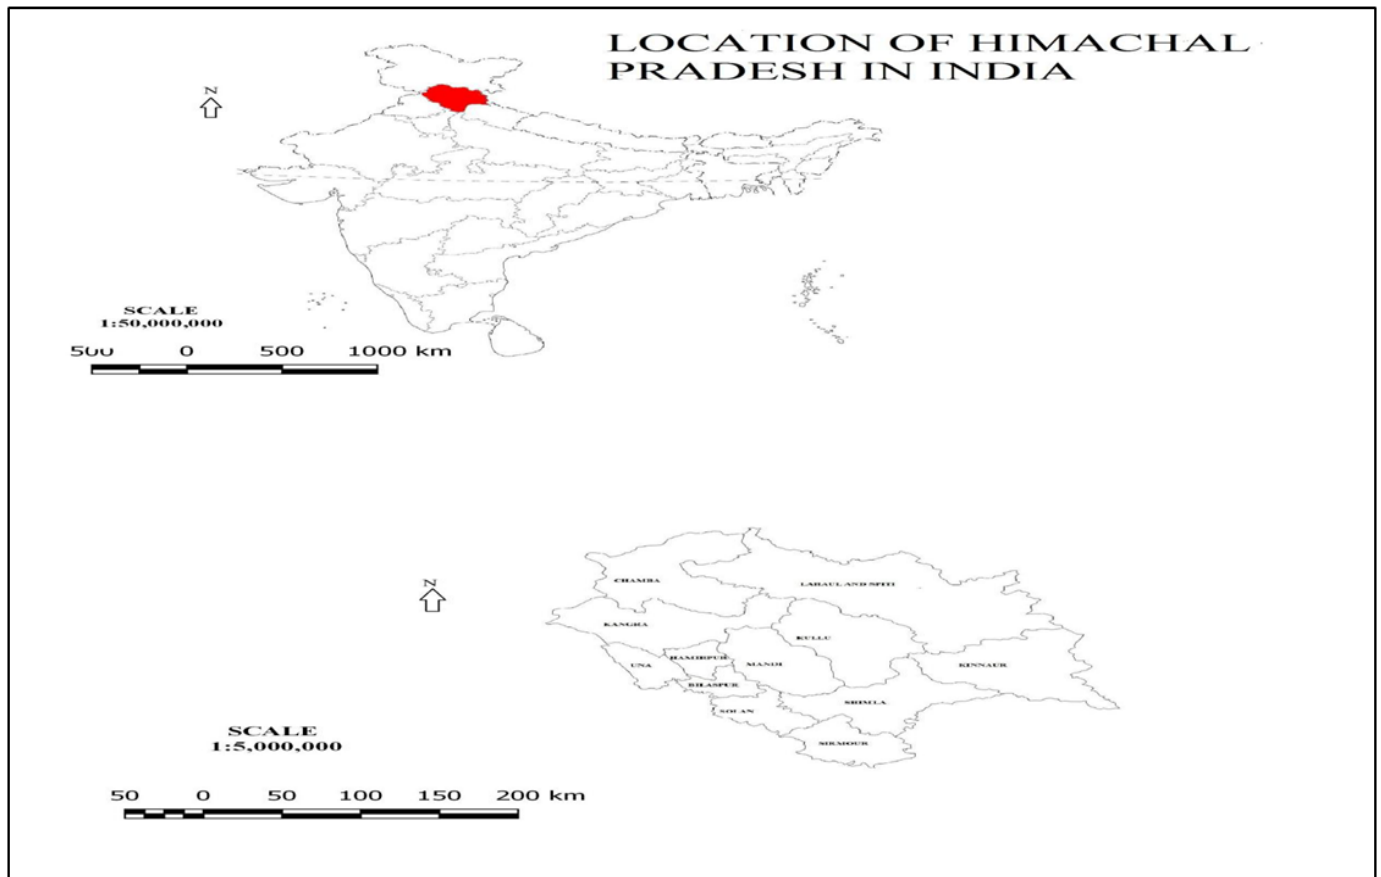 LOCATION OF HIMACHAL
PRADESH IN INDIA
N
SCALE
1:50,000,000
500 0 500 1000 km
N
CHAMBA
LAHAUL AND SPITI
KANGRA
KULLU
UNA
HAMIRPUR
MANDI
KINNAUR
BILASPUR
SHIMLA
SOLAN
SIRMOUR
SCALE
1:5,000,000
50 0 50 100 150 200 km